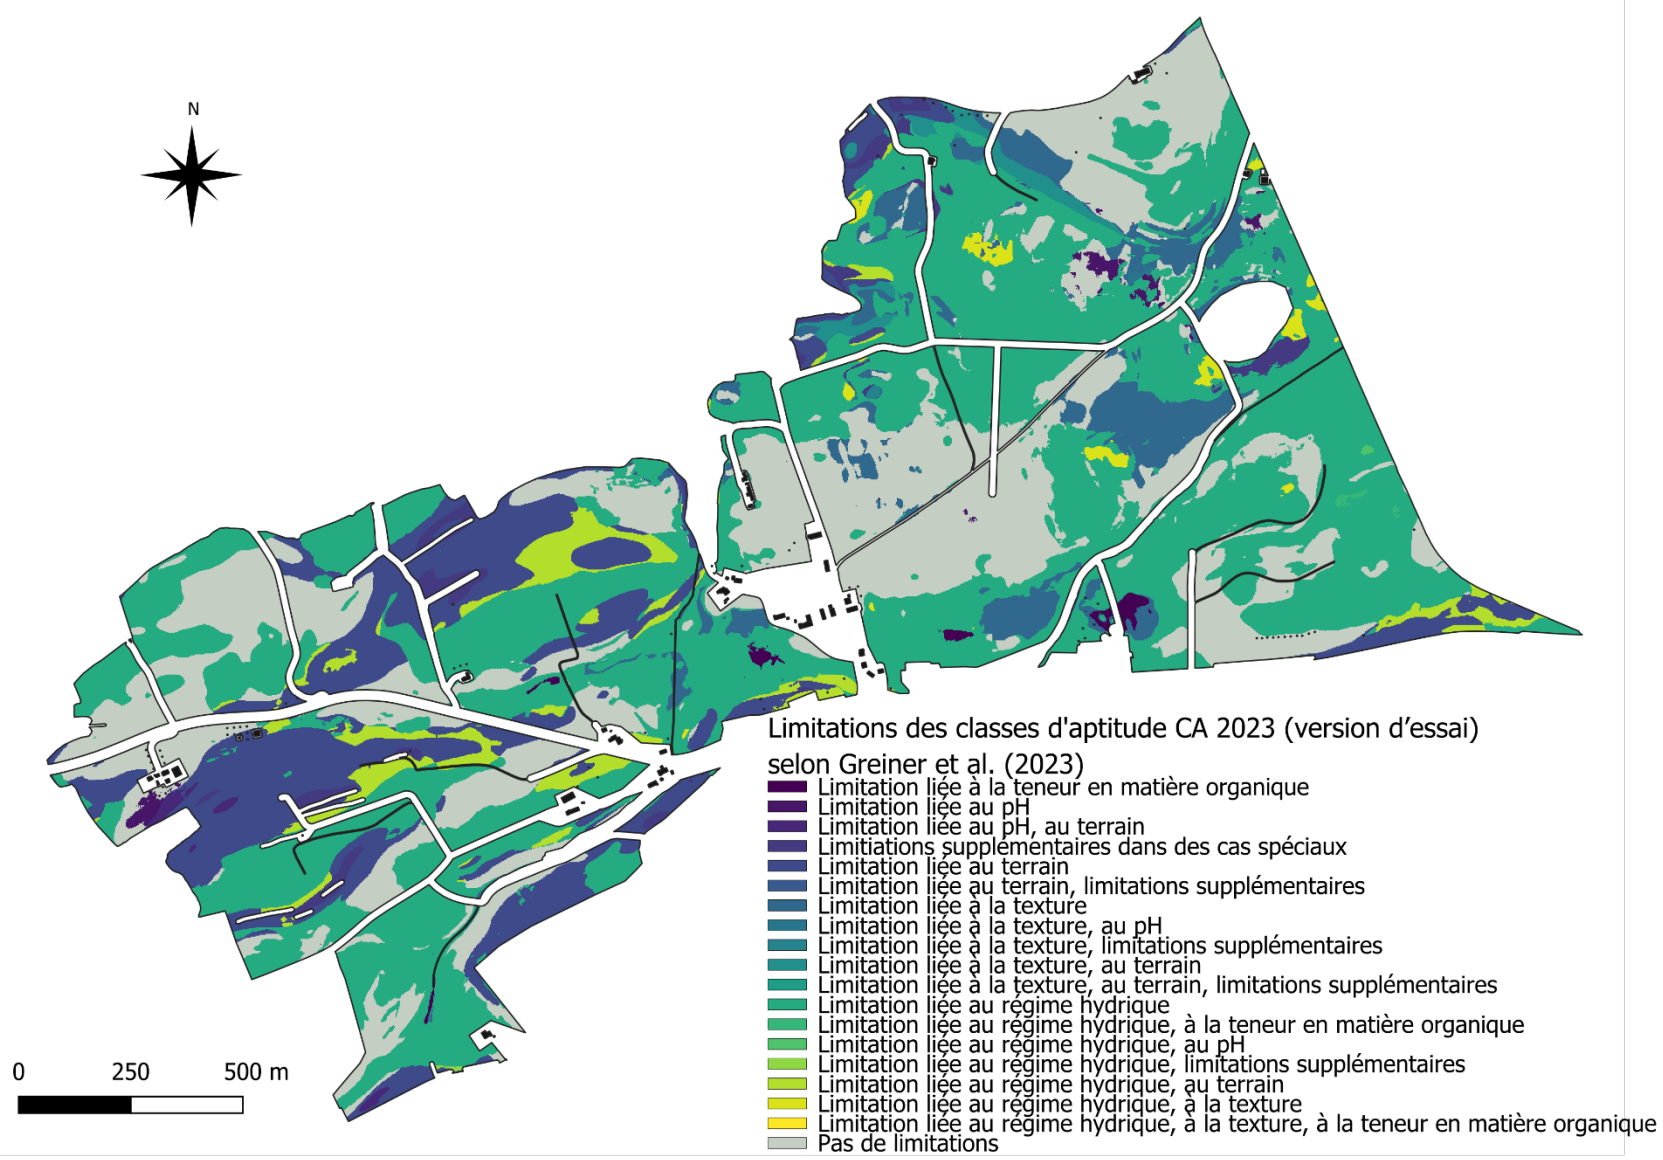 N
Limitations des classes d'aptitude CA 2023 (version d’essai)
selon Greiner et al. (2023)
Limitation liée à la teneur en matière organique
Limitation liée au pH
Limitation liée au pH, au terrain
Limitiations supplémentaires dans des cas spéciaux
Limitation liée au terrain
Limitation liée au terrain, limitations supplémentaires
Limitation liée à la texture
Limitation liée à la texture, au pH
Limitation liée à la texture, limitations supplémentaires
Limitation liée à la texture, au terrain
Limitation liée à la texture, au terrain, limitations supplémentaires
Limitation liée au régime hydrique
Limitation liée au régime hydrique, à la teneur en matière organique
Limitation liée au régime hydrique, au pH
Limitation liée au régime hydrique, limitations supplémentaires
Limitation liée au régime hydrique, au terrain
Limitation liée au régime hydrique, à la texture
Limitation liée au régime hydrique, à la texture, à la teneur en matière organique
Pas de limitations
0 250 500 m